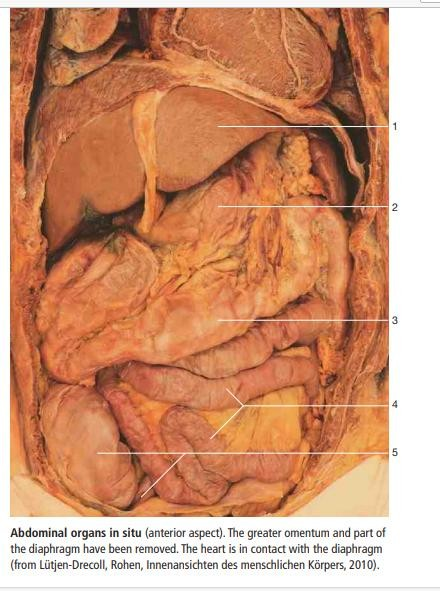 1
2
3
4
5
Abdominal organs in situ (anterior aspect). The greater omentum and part of
the diaphragm have been removed. The heart is in contact with the diaphragm
(from Lütjen-Drecoll, Rohen, Innenansichten des menschlichen Körpers, 2010).